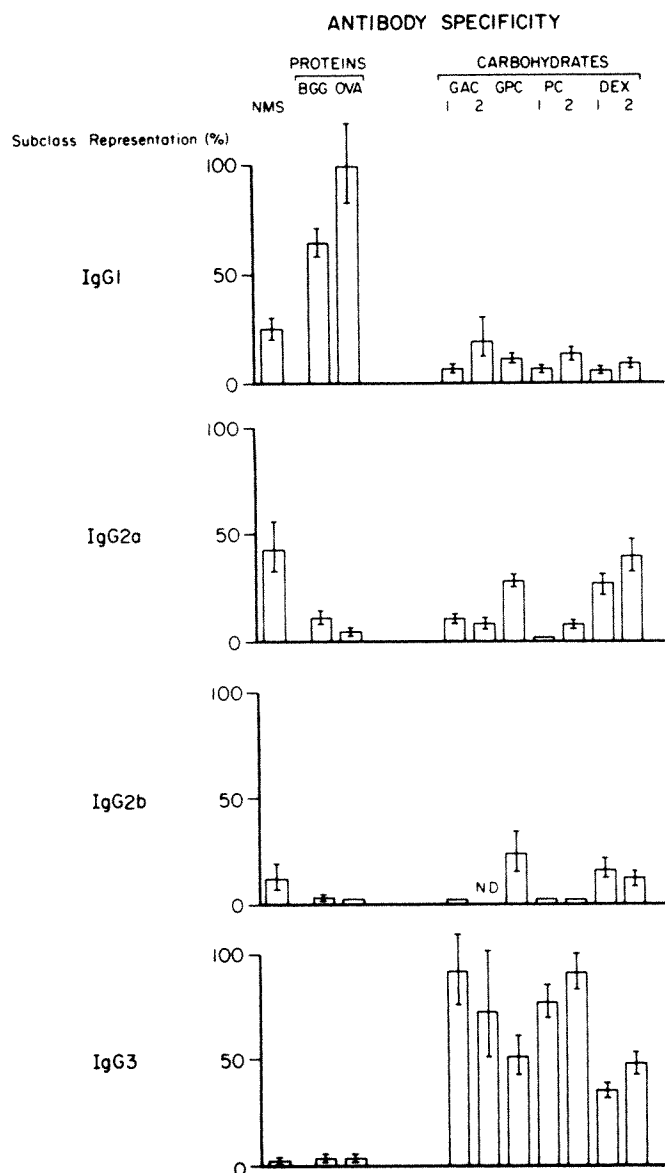 ANTIBODY SPECIFICITY
PROTEINS CARBOHYDRATES
BGG OVA GAC GPC PC DEX
NMS 1 2 1 2 1 2
Subclass Representation (%)
100
IgG1
50
0
100
IgG2a
50
0
100
IgG2b
50
ND
0
100
IgG3
50
0